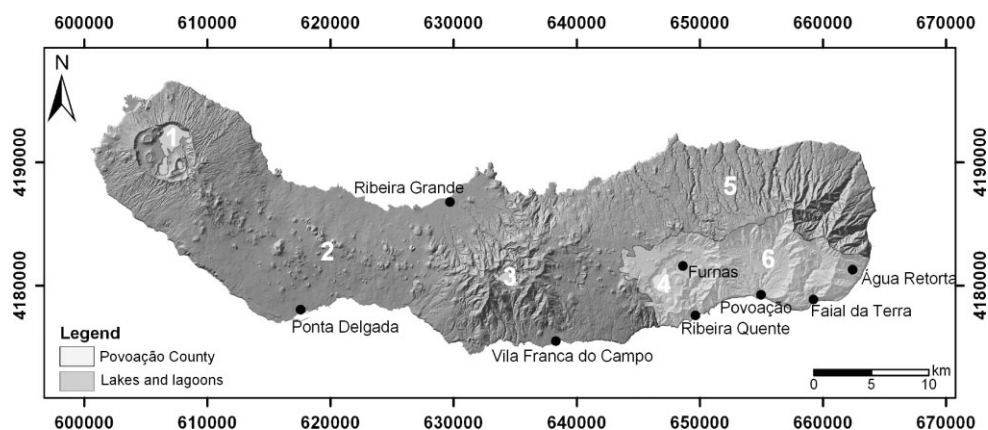 600000 610000 620000 630000 640000 650000 660000 670000
N
4190000
4180000
4190000
4180000
1
2
3
4
5
6
Ribeira Grande
Furnas
Água Retorta
Povoação
Faial da Terra
Ribeira Quente
Ponta Delgada
Vila Franca do Campo
Legend
Povoação County
Lakes and lagoons
km
0 5 10
600000 610000 620000 630000 640000 650000 660000 670000